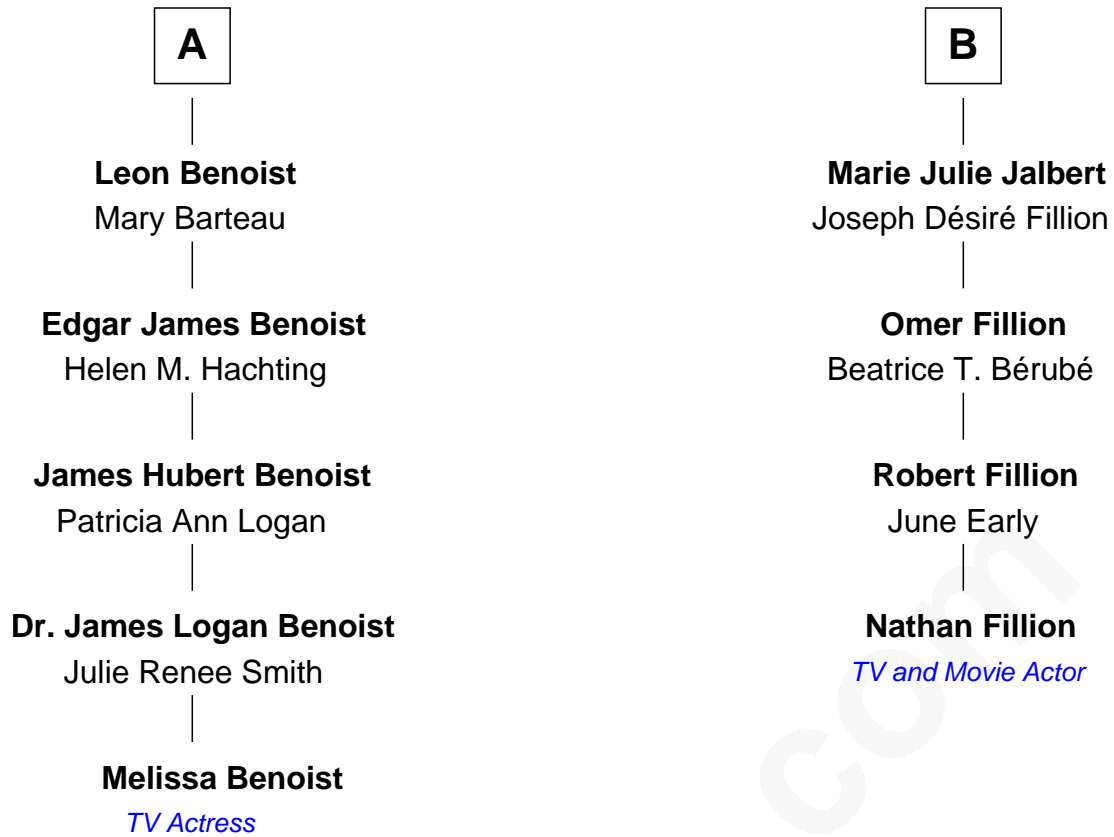 A
Leon Benoist
Mary Barteau
Edgar James Benoist
Helen M. Hachting
James Hubert Benoist
Patricia Ann Logan
Dr. James Logan Benoist
Julie Renee Smith
Melissa Benoist
TV Actress
B
Marie Julie Jalbert
Joseph Désiré Fillion
Omer Fillion
Beatrice T. Bérubé
Robert Fillion
June Early
Nathan Fillion
TV and Movie Actor
com